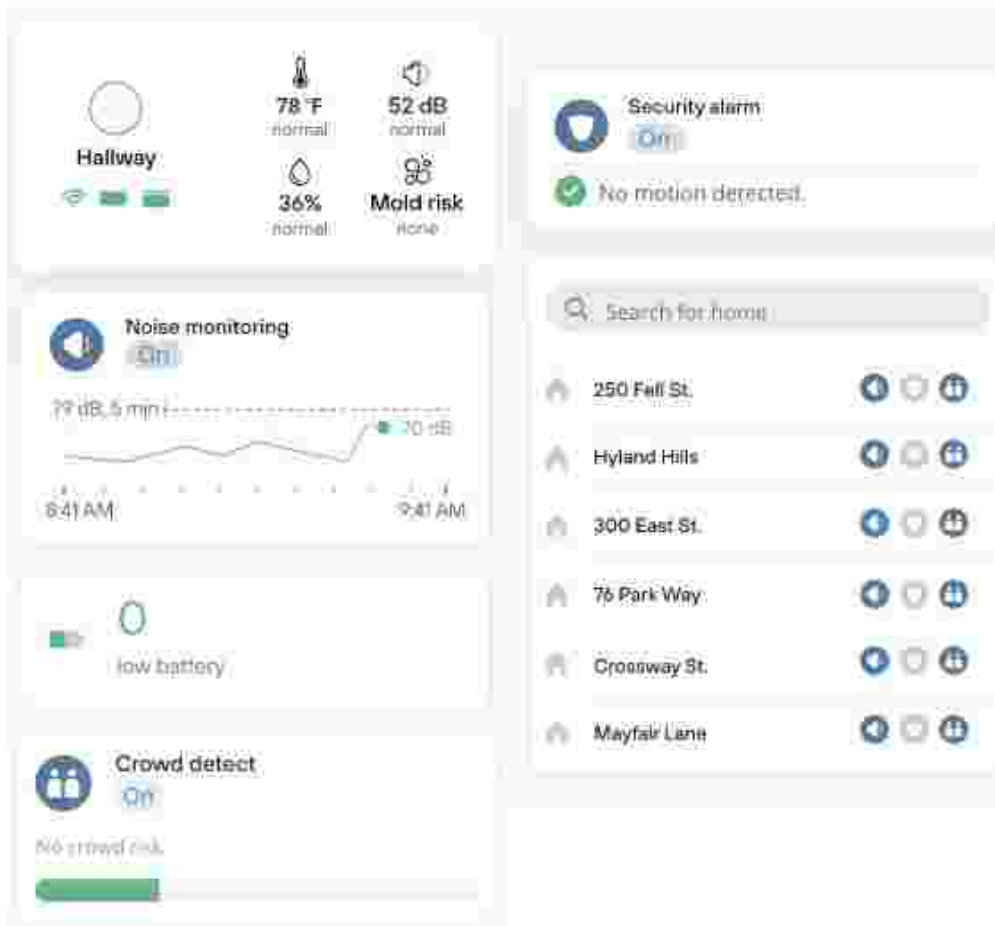 78 °F
52 dB
normal
normal
Hallway
36%
Mold risk
normal
none
Noise monitoring
On
79 dB, 5 min
70 dB
8:41 AM
9:41 AM
low battery
Crowd detect
On
No crowd risk
Security alarm
On
No motion detected.
Search for home
250 Fell St.
Hyland Hills
300 East St.
76 Park Way
Crossway St.
Mayfair Lane